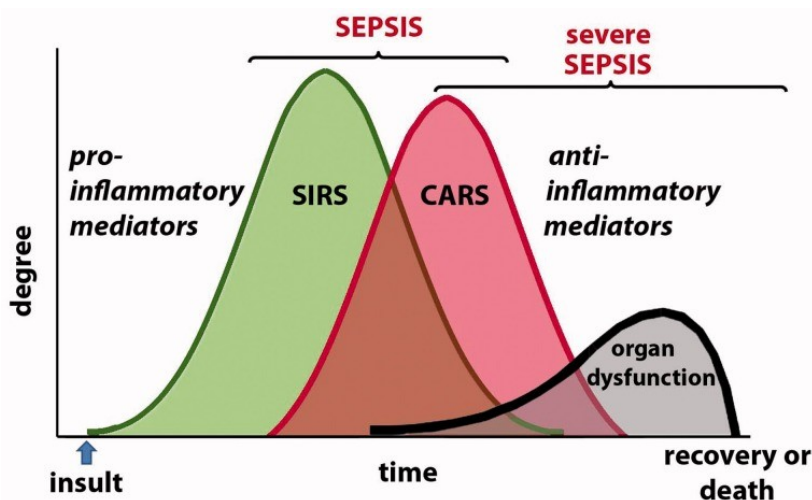 SEPSIS
severe
SEPSIS
pro-
inflammatory
mediators
SIRS
CARS
anti-
inflammatory
mediators
degree
organ
dysfunction
insult
time
recovery or
death